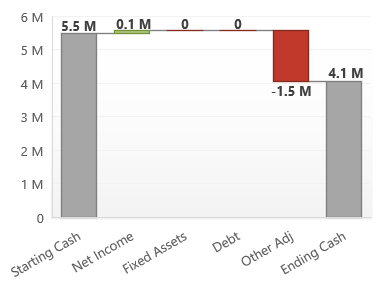 6 M
5 M
4 M
3 M
2 M
1 M
0
5.5 M
0.1 M
0
0
-1.5 M
4.1 M
Starting Cash
Net Income
Fixed Assets
Debt
Other Adj
Ending Cash